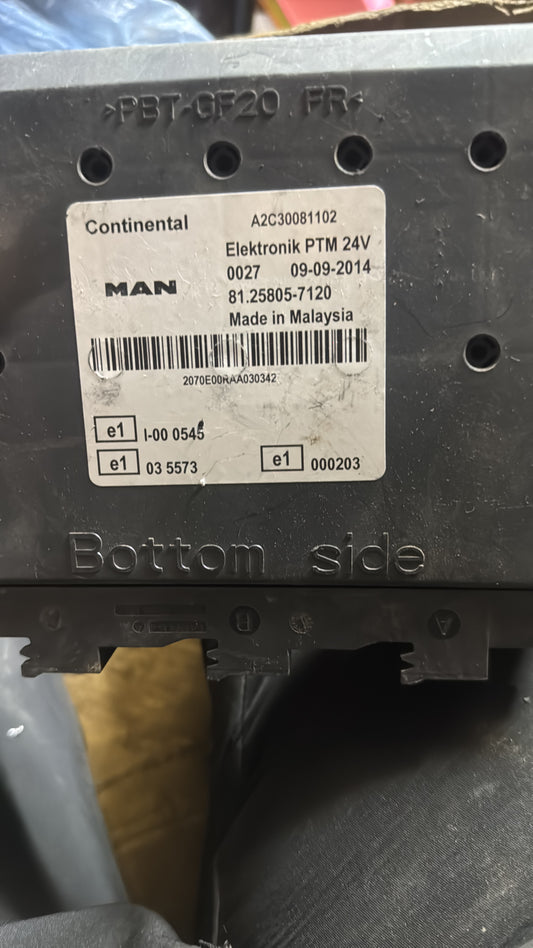 >PBT-GF20 FR<
Continental A2C30081102
Elektronik PTM 24V
MAN
0027 09-09-2014
81.25805-7120
Made in Malaysia
2070E00RAA030342
e1 I-00 0545
e1 03 5573 e1 000203
Bottom side
B A